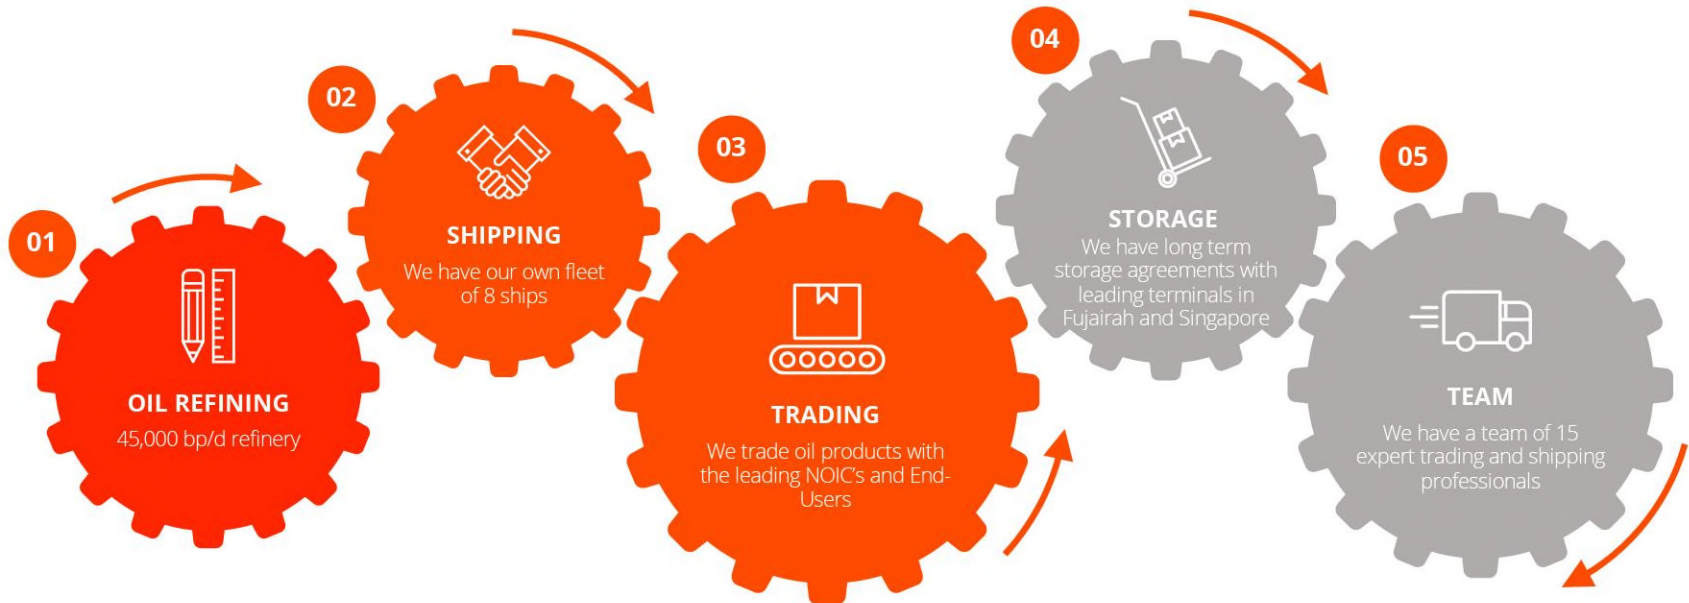 01
OIL REFINING
45,000 bp/d refinery
02
SHIPPING
We have our own fleet
of 8 ships
03
TRADING
We trade oil products with
the leading NOIC's and End-
Users
04
STORAGE
We have long term
storage agreements with
leading terminals in
Fujairah and Singapore
05
TEAM
We have a team of 15
expert trading and shipping
professionals